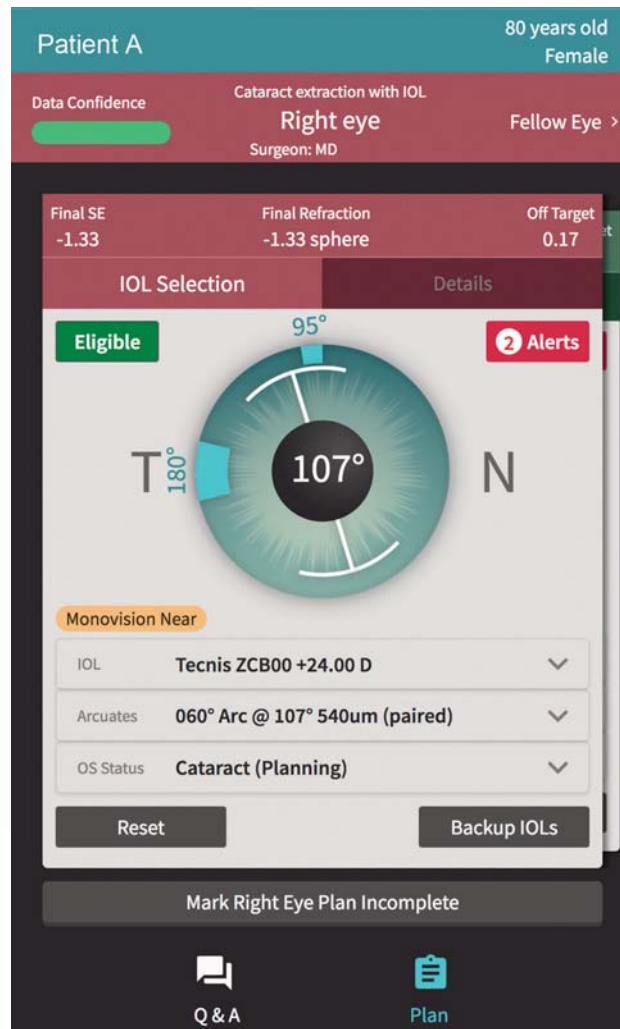 Patient A
80 years old
Female
Data Confidence
Cataract extraction with IOL
Right eye
Surgeon: MD
Fellow Eye >
Final SE
-1.33
Final Refraction
-1.33 sphere
Off Target
0.17
et
IOL Selection
Details
Eligible
95°
2 Alerts
T
180°
107°
N
Monovision Near
IOL Tecnis ZCB00 +24.00 D
Arcuates 060° Arc @ 107° 540um (paired)
OS Status Cataract (Planning)
Reset
Backup IOLs
Mark Right Eye Plan Incomplete
Q & A
Plan